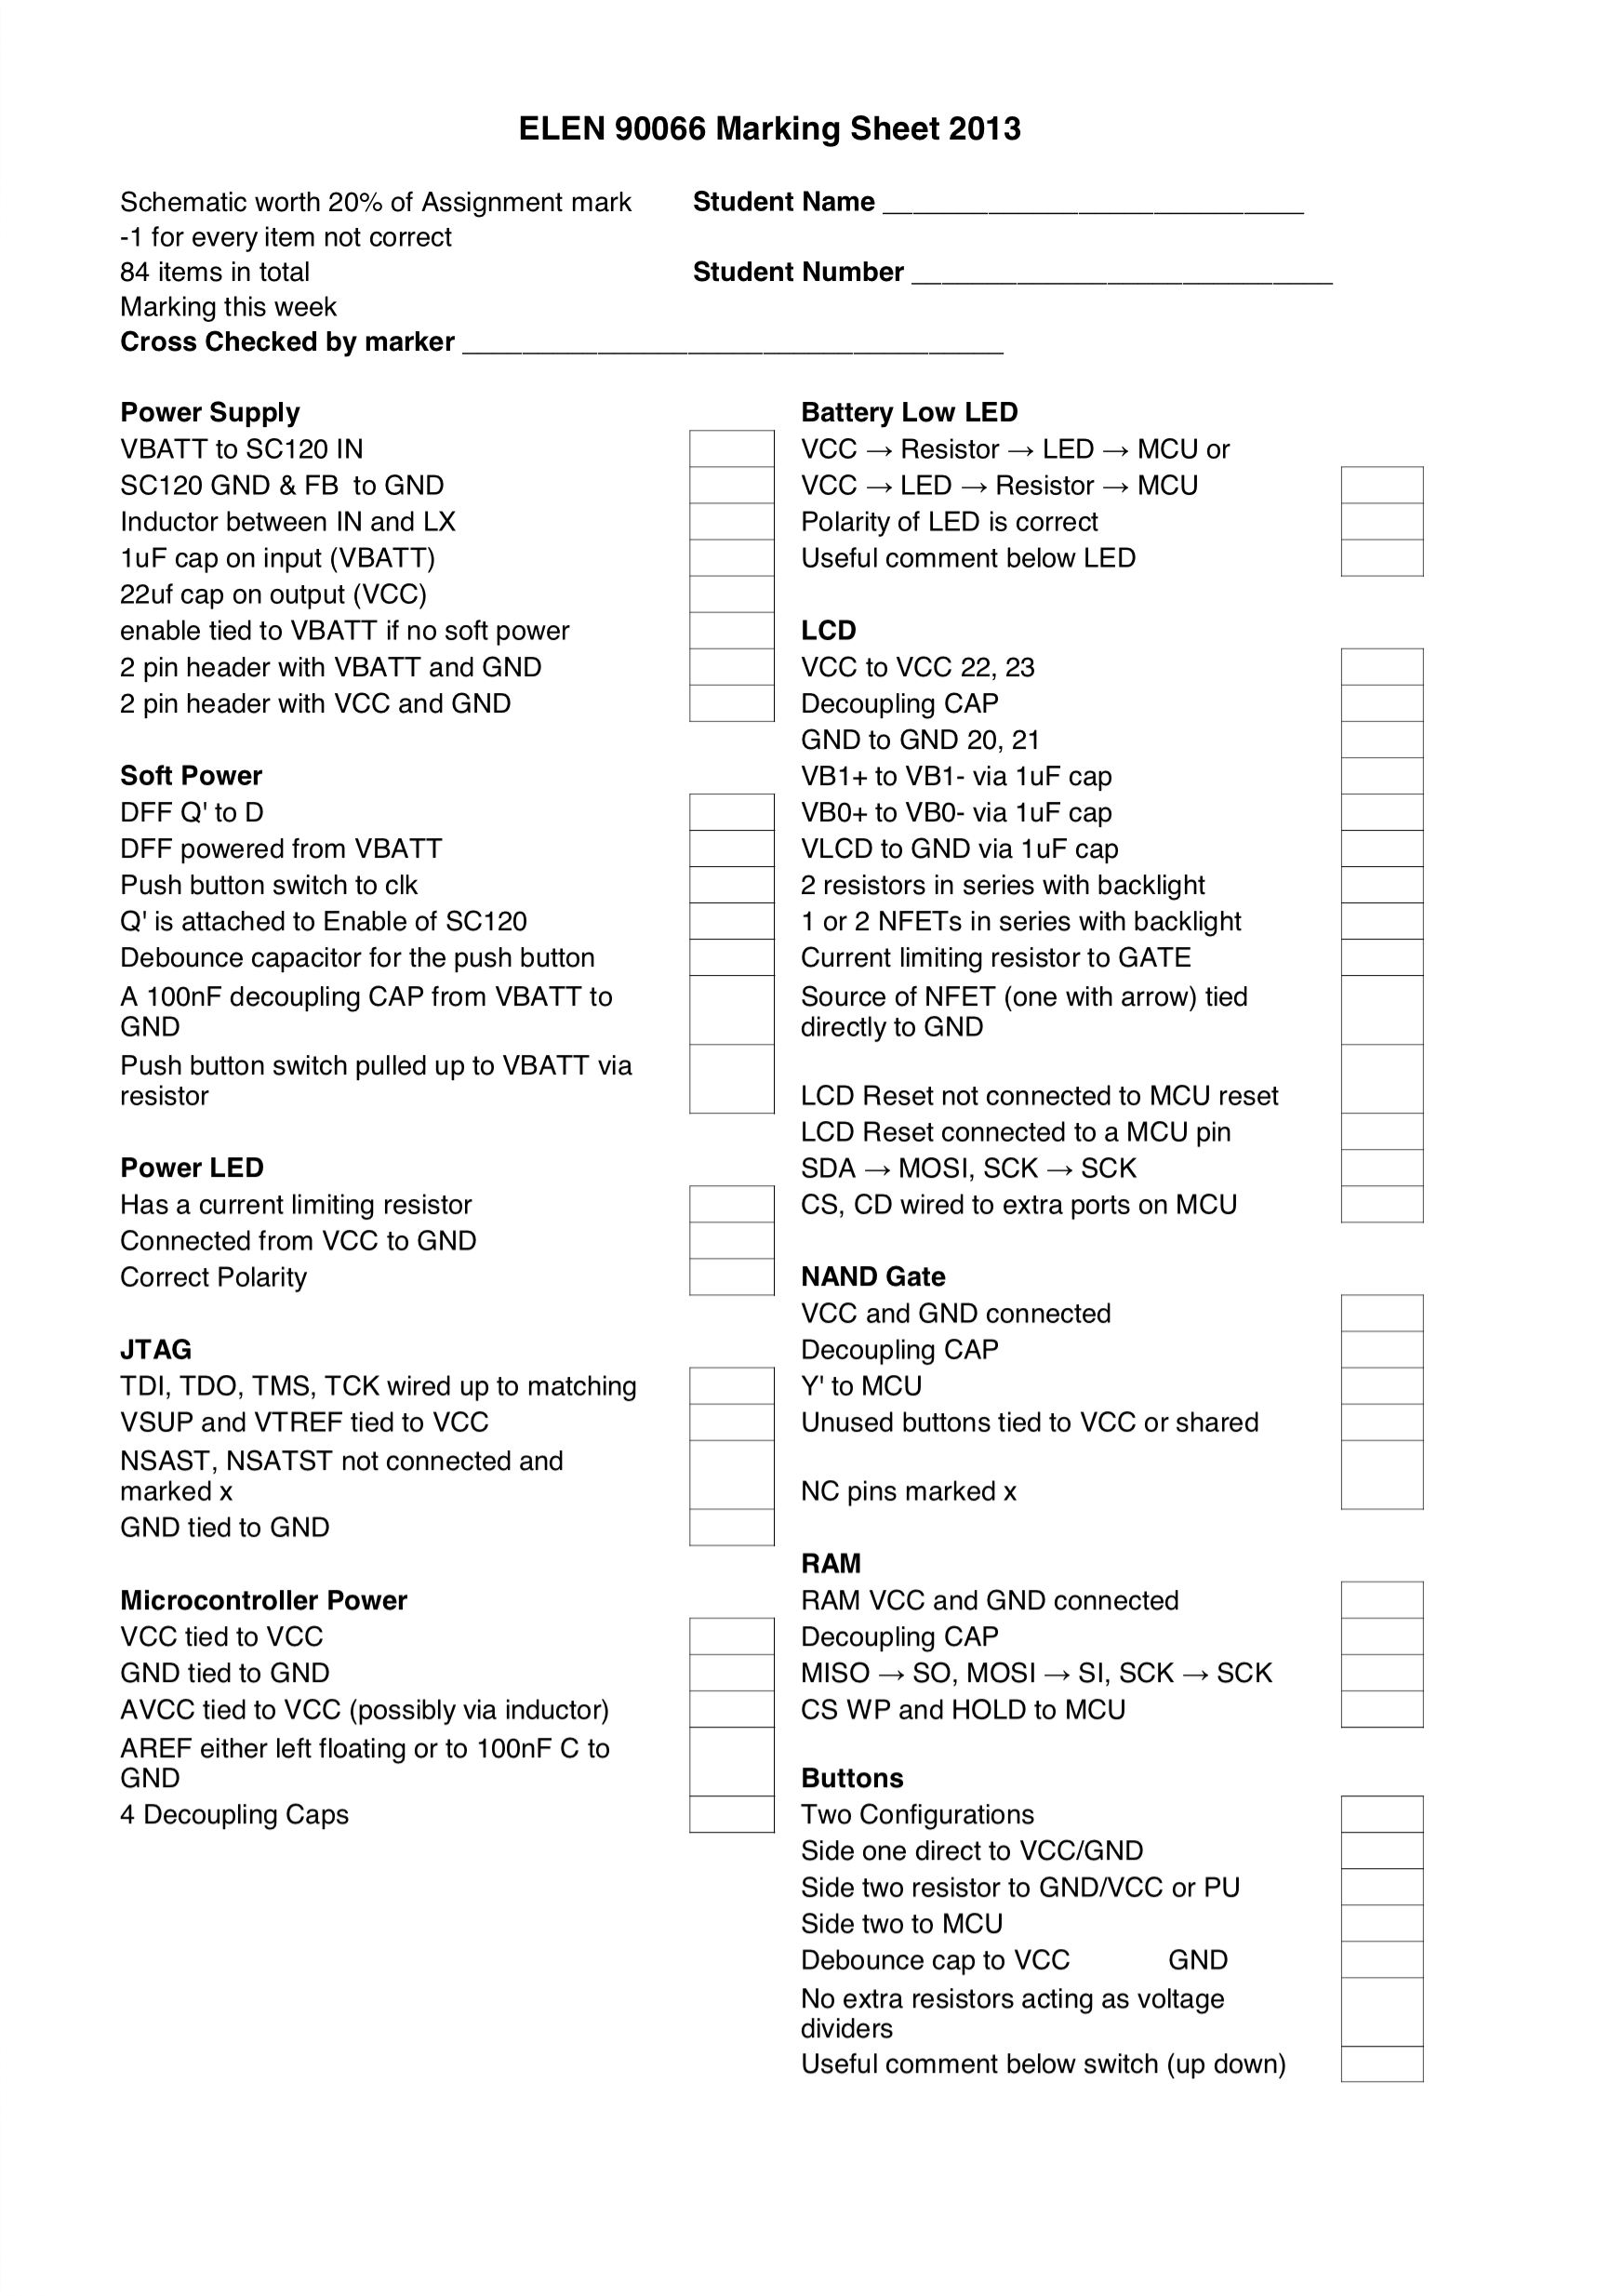 ELEN 90066 Marking Sheet 2013
Schematic worth 20% of Assignment mark
-1 for every item not correct
84 items in total
Marking this week
Student Name ____________________________
Student Number ____________________________
Cross Checked by marker ____________________________________
Power Supply
VBATT to SC120 IN
SC120 GND & FB to GND
Inductor between IN and LX
1uF cap on input (VBATT)
22uf cap on output (VCC)
enable tied to VBATT if no soft power
2 pin header with VBATT and GND
2 pin header with VCC and GND
Soft Power
DFF Q' to D
DFF powered from VBATT
Push button switch to clk
Q' is attached to Enable of SC120
Debounce capacitor for the push button
A 100nF decoupling CAP from VBATT to
GND
Push button switch pulled up to VBATT via
resistor
Power LED
Has a current limiting resistor
Connected from VCC to GND
Correct Polarity
JTAG
TDI, TDO, TMS, TCK wired up to matching
VSUP and VTREF tied to VCC
NSAST, NSATST not connected and
marked x
GND tied to GND
Microcontroller Power
VCC tied to VCC
GND tied to GND
AVCC tied to VCC (possibly via inductor)
AREF either left floating or to 100nF C to
GND
4 Decoupling Caps
Battery Low LED
VCC → Resistor → LED → MCU or
VCC → LED → Resistor → MCU
Polarity of LED is correct
Useful comment below LED
LCD
VCC to VCC 22, 23
Decoupling CAP
GND to GND 20, 21
VB1+ to VB1- via 1uF cap
VB0+ to VB0- via 1uF cap
VLCD to GND via 1uF cap
2 resistors in series with backlight
1 or 2 NFETs in series with backlight
Current limiting resistor to GATE
Source of NFET (one with arrow) tied
directly to GND
LCD Reset not connected to MCU reset
LCD Reset connected to a MCU pin
SDA → MOSI, SCK → SCK
CS, CD wired to extra ports on MCU
NAND Gate
VCC and GND connected
Decoupling CAP
Y' to MCU
Unused buttons tied to VCC or shared
NC pins marked x
RAM
RAM VCC and GND connected
Decoupling CAP
MISO → SO, MOSI → SI, SCK → SCK
CS WP and HOLD to MCU
Buttons
Two Configurations
Side one direct to VCC/GND
Side two resistor to GND/VCC or PU
Side two to MCU
Debounce cap to VCC GND
No extra resistors acting as voltage
dividers
Useful comment below switch (up down)